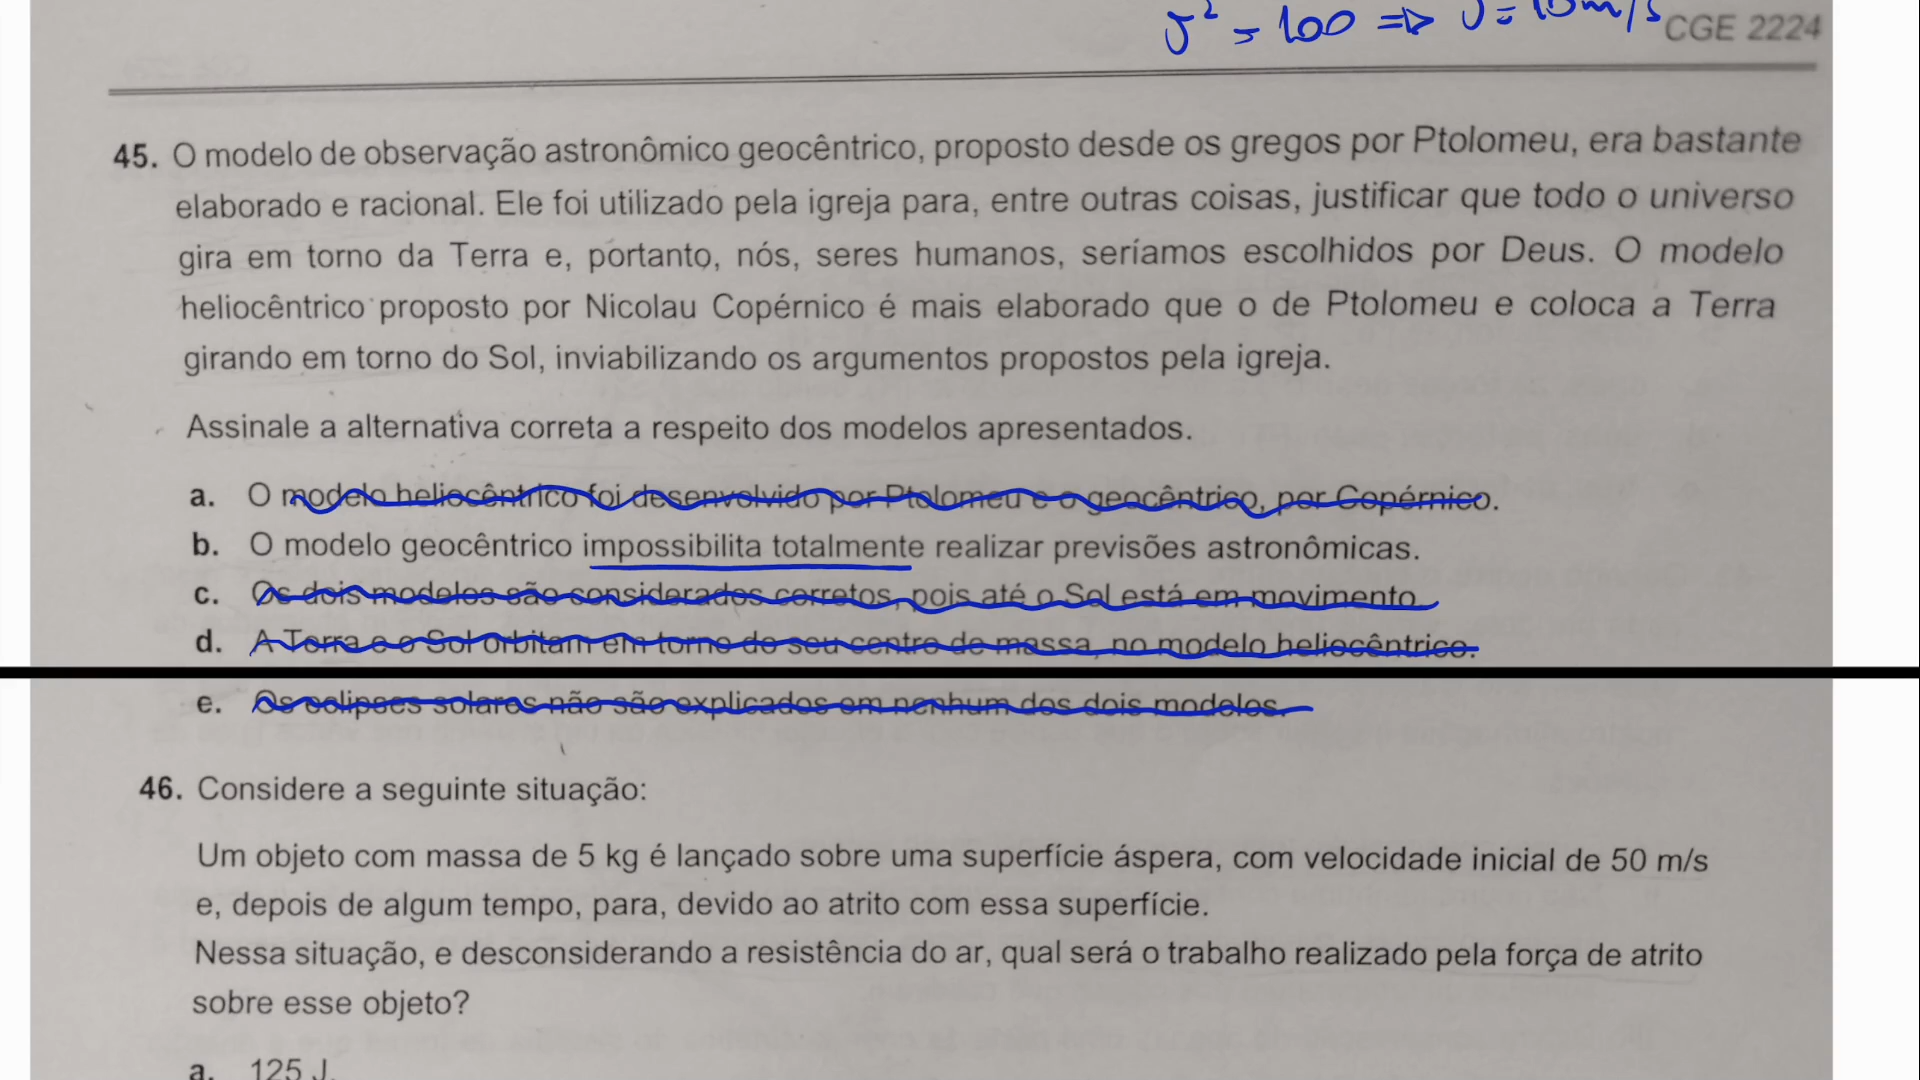 v² = 100 => v = 10 m/s
CGE 2224
45. O modelo de observação astronômico geocêntrico, proposto desde os gregos por Ptolomeu, era bastante
elaborado e racional. Ele foi utilizado pela igreja para, entre outras coisas, justificar que todo o universo
gira em torno da Terra e, portanto, nós, seres humanos, seríamos escolhidos por Deus. O modelo
heliocêntrico proposto por Nicolau Copérnico é mais elaborado que o de Ptolomeu e coloca a Terra
girando em torno do Sol, inviabilizando os argumentos propostos pela igreja.
Assinale a alternativa correta a respeito dos modelos apresentados.
a. O modelo heliocêntrico foi desenvolvido por Ptolomeu e o geocêntrico, por Copérnico.
b. O modelo geocêntrico impossibilita totalmente realizar previsões astronômicas.
c. Os dois modelos são considerados corretos, pois até o Sol está em movimento.
d. A Terra e o Sol orbitam em torno do seu centro de massa, no modelo heliocêntrico.
e. Os eclipses solares não são explicados em nenhum dos dois modelos.
46. Considere a seguinte situação:
Um objeto com massa de 5 kg é lançado sobre uma superfície áspera, com velocidade inicial de 50 m/s
e, depois de algum tempo, para, devido ao atrito com essa superfície.
Nessa situação, e desconsiderando a resistência do ar, qual será o trabalho realizado pela força de atrito
sobre esse objeto?
a. 125 J.